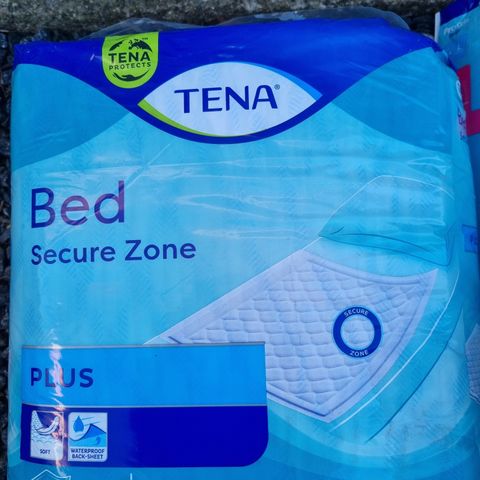 TENA
PROTECTS
TENA®
Bed
Secure Zone
SECURE
ZONE
PLUS
SOFT
WATERPROOF
BACK-SHEET